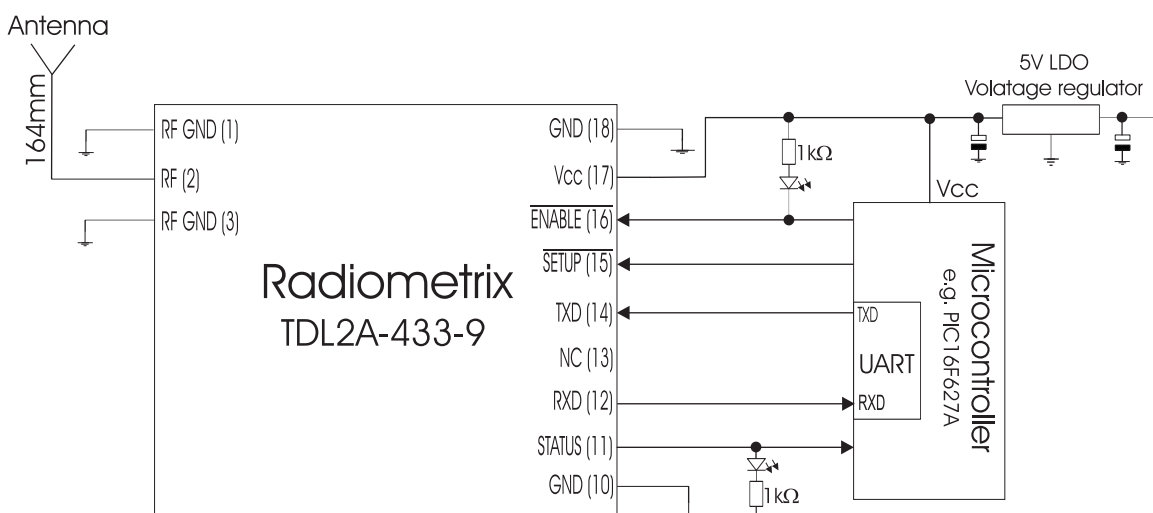 Antenna
164mm
RF GND (1)
RF (2)
RF GND (3)
Radiometrix
TDL2A-433-9
GND (18)
Vcc (17)
ENABLE (16)
SETUP (15)
TXD (14)
NC (13)
RXD (12)
STATUS (11)
GND (10)
1kΩ
1kΩ
5V LDO
Volatage regulator
Vcc
TXD
UART
RXD
Microcontroller
e.g. PIC16F627A